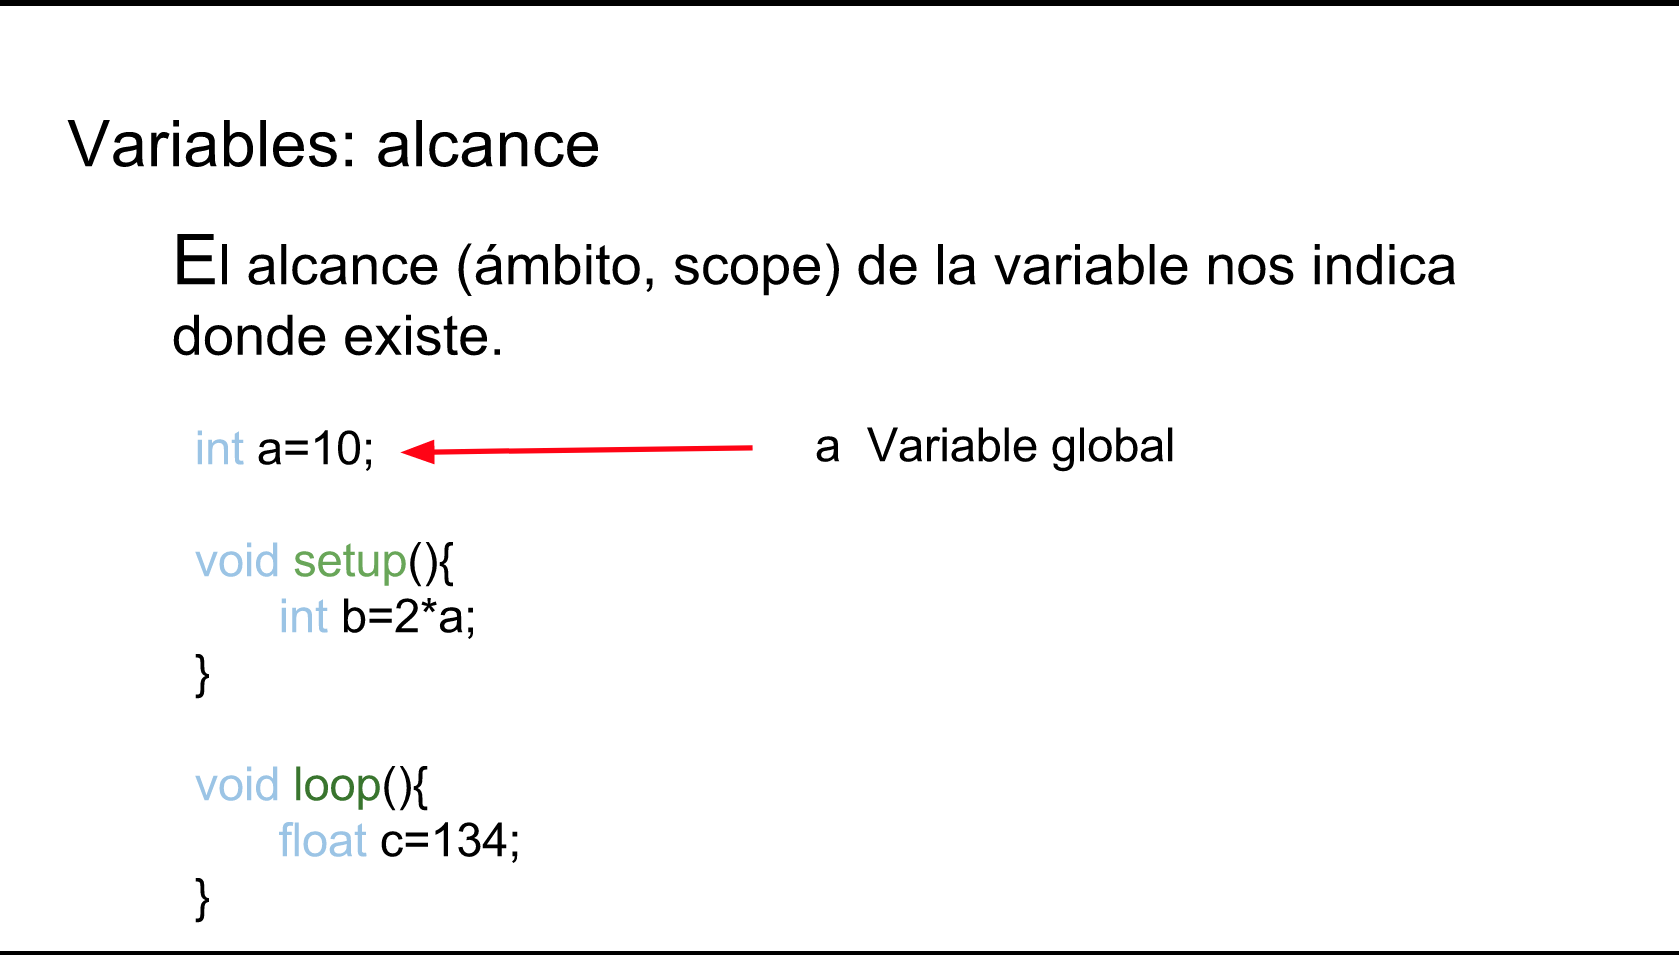 Variables: alcance
El alcance (ámbito, scope) de la variable nos indica
donde existe.
int a=10;
a  Variable global
void setup(){
int b=2*a;
}
void loop(){
float c=134;
}